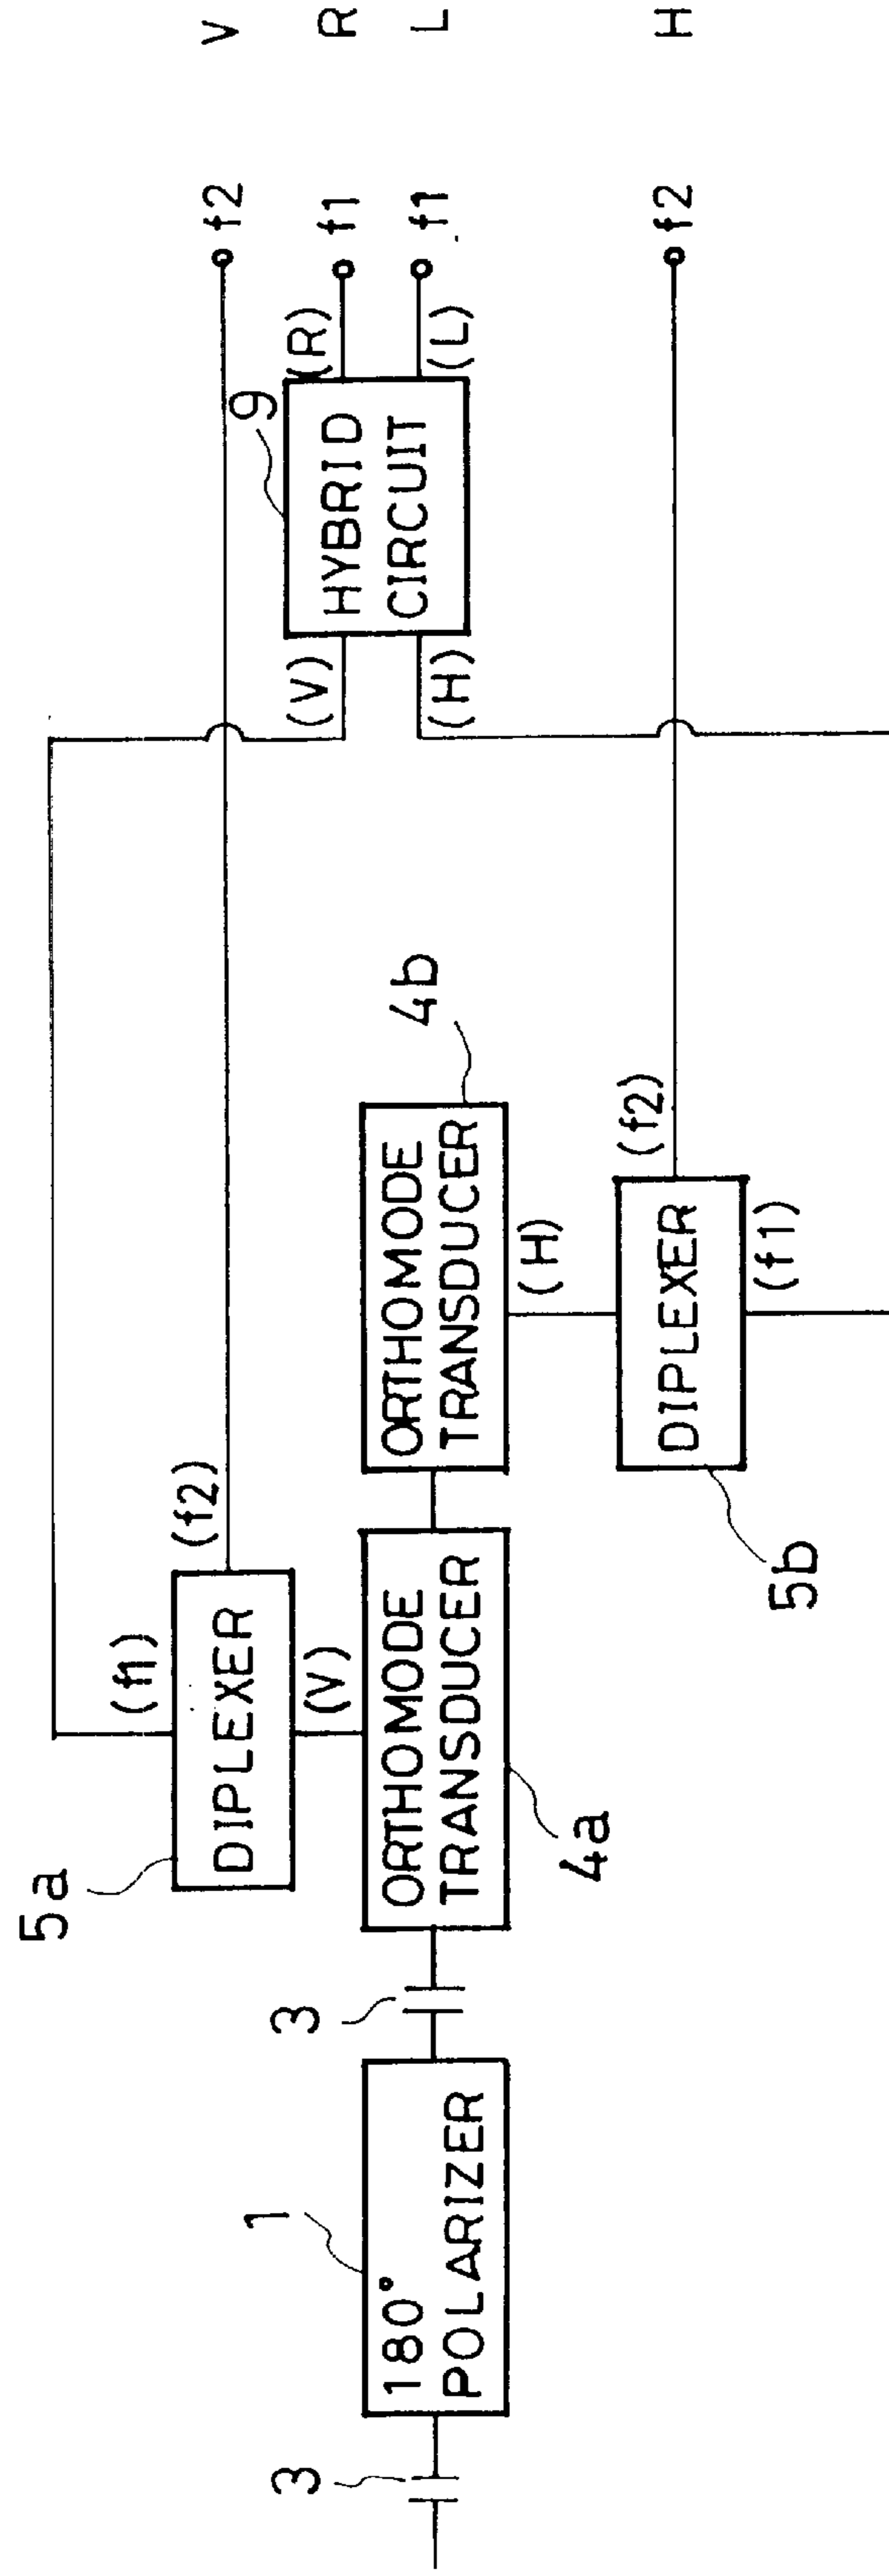 V
R
L
H
f2
f1
f1
f2
(R)
(L)
9
HYBRID
CIRCUIT
(V)
(H)
5a
(f1)
(f2)
DIPLEXER
(V)
3
1
180°
POLARIZER
3
ORTHOMODE
TRANSDUCER
4a
ORTHOMODE
TRANSDUCER
4b
(H)
(f2)
DIPLEXER
(f1)
5b